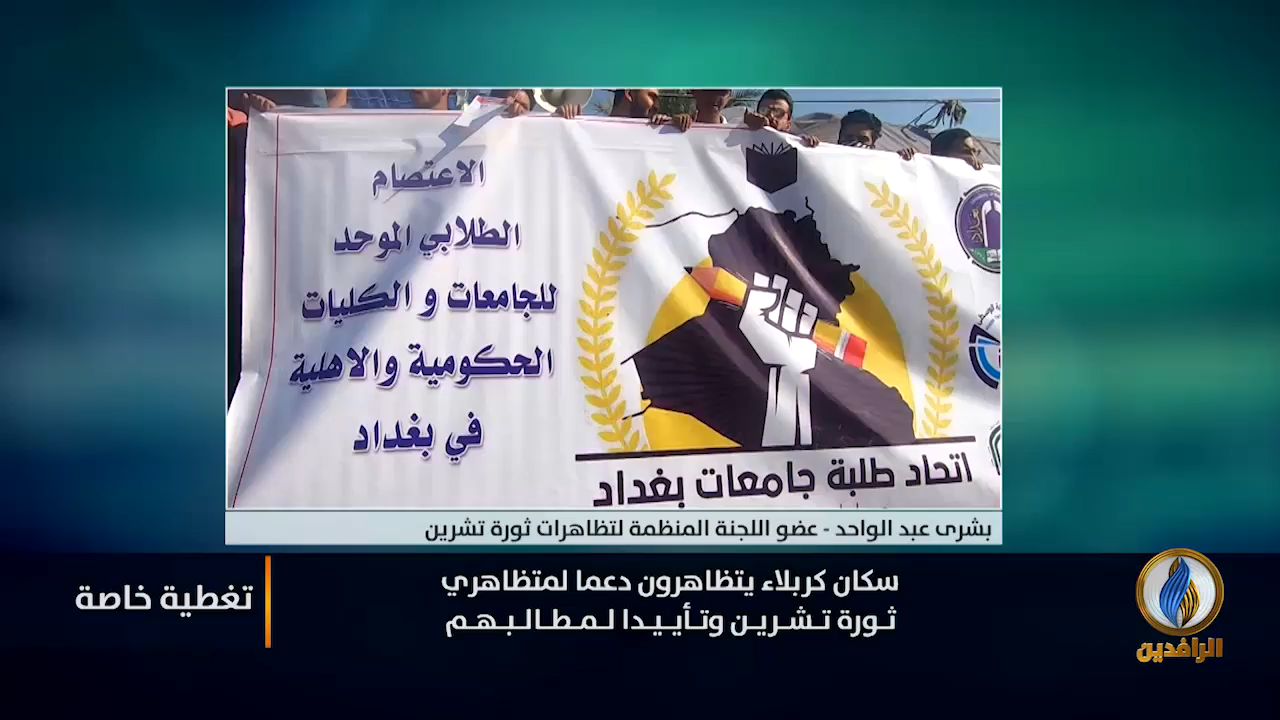 الاعتصام
الطلابي الموحد
للجامعات و الكليات
الحكومية والاهلية
في بغداد
اتحاد طلبة جامعات بغداد
بشرى عبد الواحد - عضو اللجنة المنظمة لتظاهرات ثورة تشرين
سكان كربلاء يتظاهرون دعما لمتظاهري
ثورة تشرين وتأييدا لمطالبهم
تغطية خاصة
الرافدين